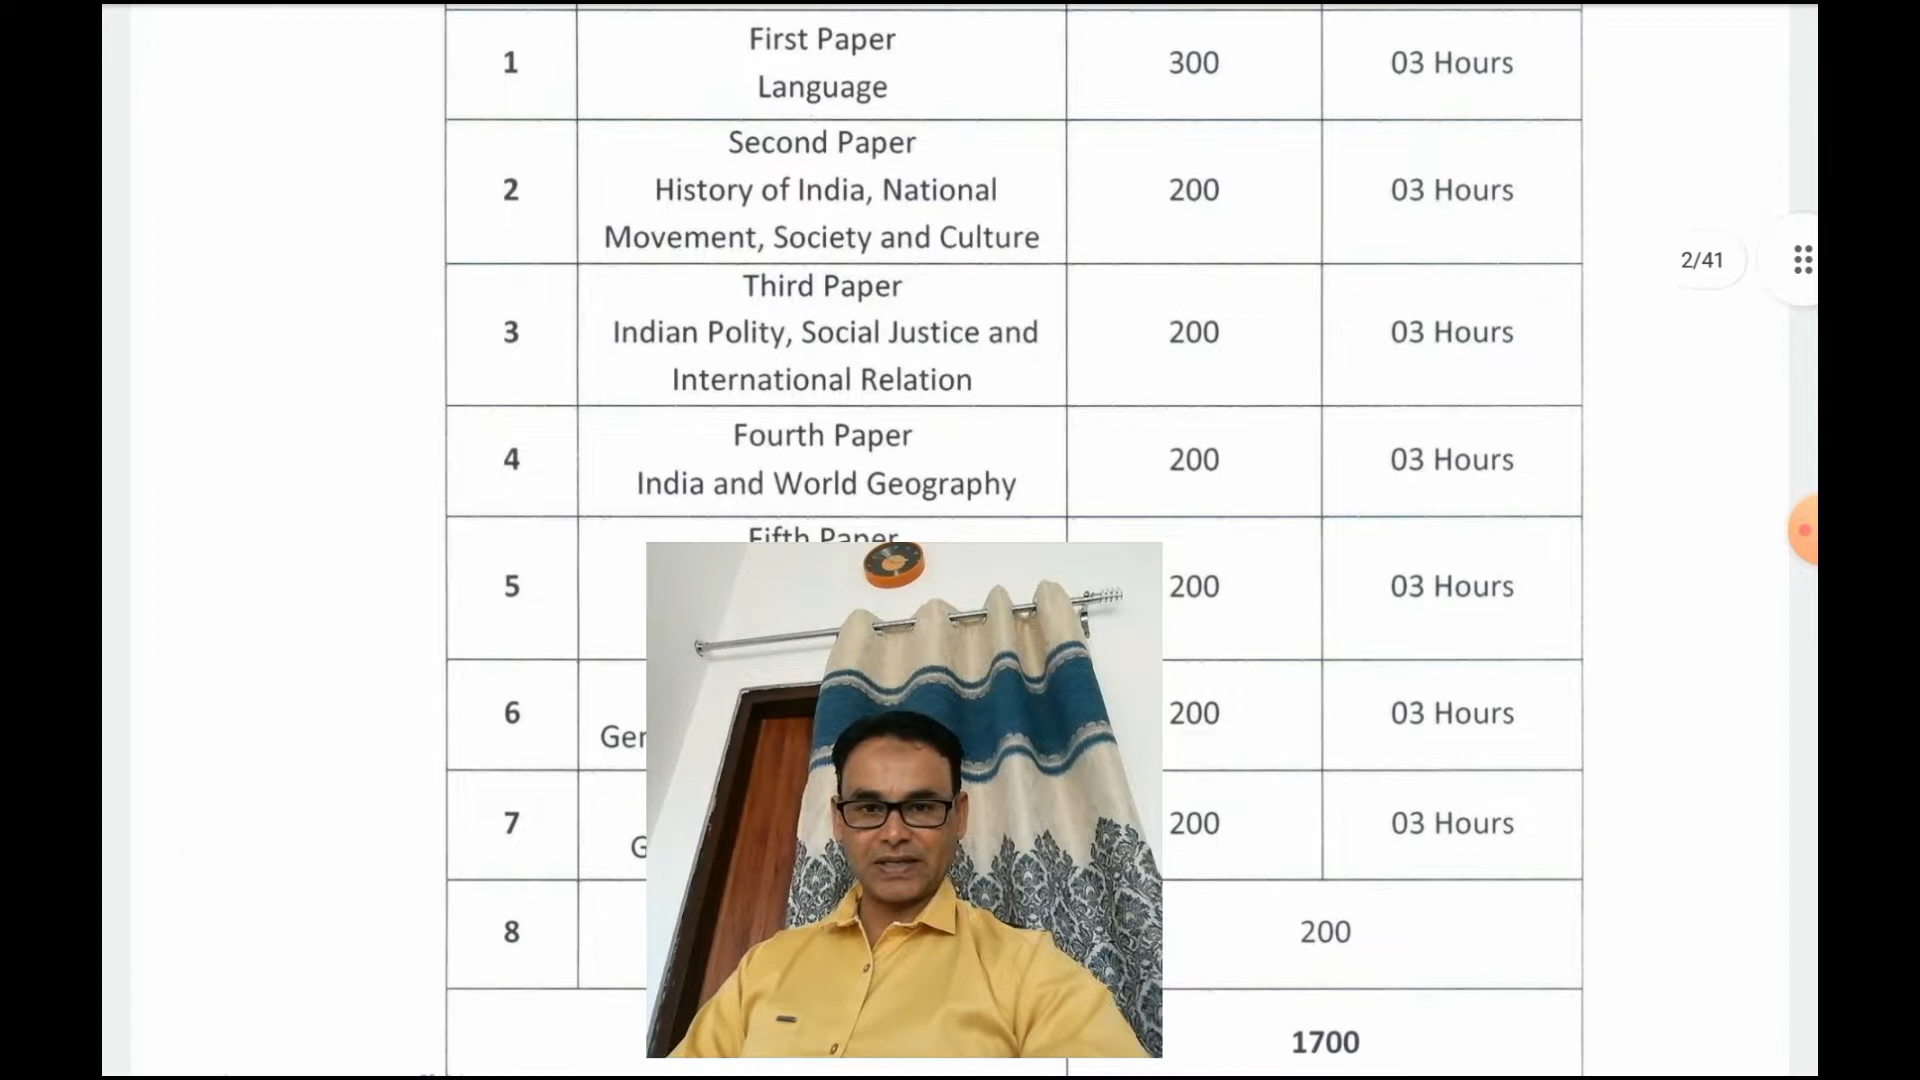 1
First Paper
Language
300
03 Hours
2
Second Paper
History of India, National
Movement, Society and Culture
200
03 Hours
3
Third Paper
Indian Polity, Social Justice and
International Relation
200
03 Hours
4
Fourth Paper
India and World Geography
200
03 Hours
2/41
5
Fifth Paper
200
03 Hours
6
Ger
200
03 Hours
7
G
200
03 Hours
8
200
1700